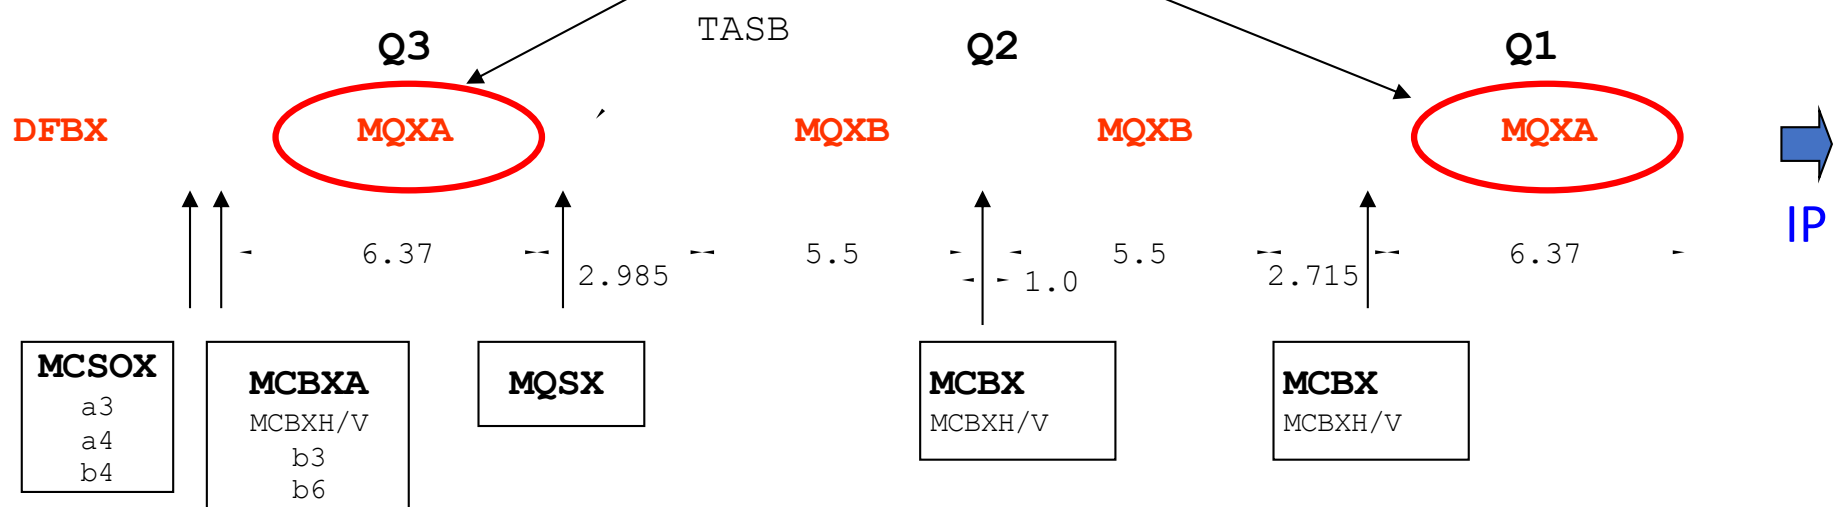 TASB
Q3
Q2
Q1
DFBX
MQXA
MQXB
MQXB
MQXA
IP
6.37
2.985
5.5
1.0
5.5
2.715
6.37
MCSOX
a3
a4
b4
MCBXA
MCBXH/V
b3
b6
MQSX
MCBX
MCBXH/V
MCBX
MCBXH/V